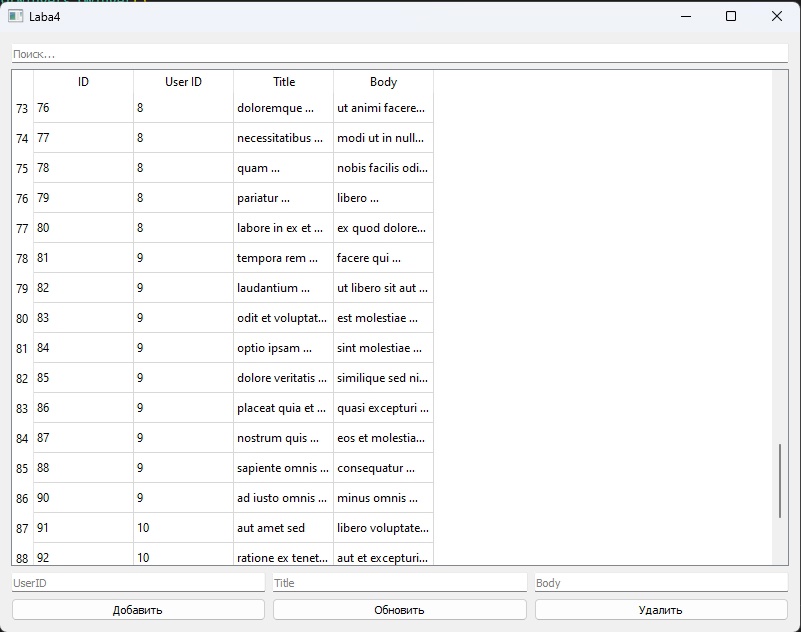 Laba4
Поиск...
ID User ID Title Body
73 76 8 doloremque ... ut animi facere...
74 77 8 necessitatibus ... modi ut in null...
75 78 8 quam ... nobis facilis odi...
76 79 8 pariatur ... libero ...
77 80 8 labore in ex et ... ex quod dolore...
78 81 9 tempora rem ... facere qui ...
79 82 9 laudantium ... ut libero sit aut ...
80 83 9 odit et voluptat... est molestiae ...
81 84 9 optio ipsam ... sint molestiae ...
82 85 9 dolore veritatis ... similique sed ni...
83 86 9 placeat quia et ... quasi excepturi ...
84 87 9 nostrum quis ... eos et molestia...
85 88 9 sapiente omnis ... consequatur ...
86 90 9 ad iusto omnis ... minus omnis ...
87 91 10 aut amet sed libero voluptate...
88 92 10 ratione ex tenet... aut et excepturi...
UserID Title Body
Добавить Обновить Удалить